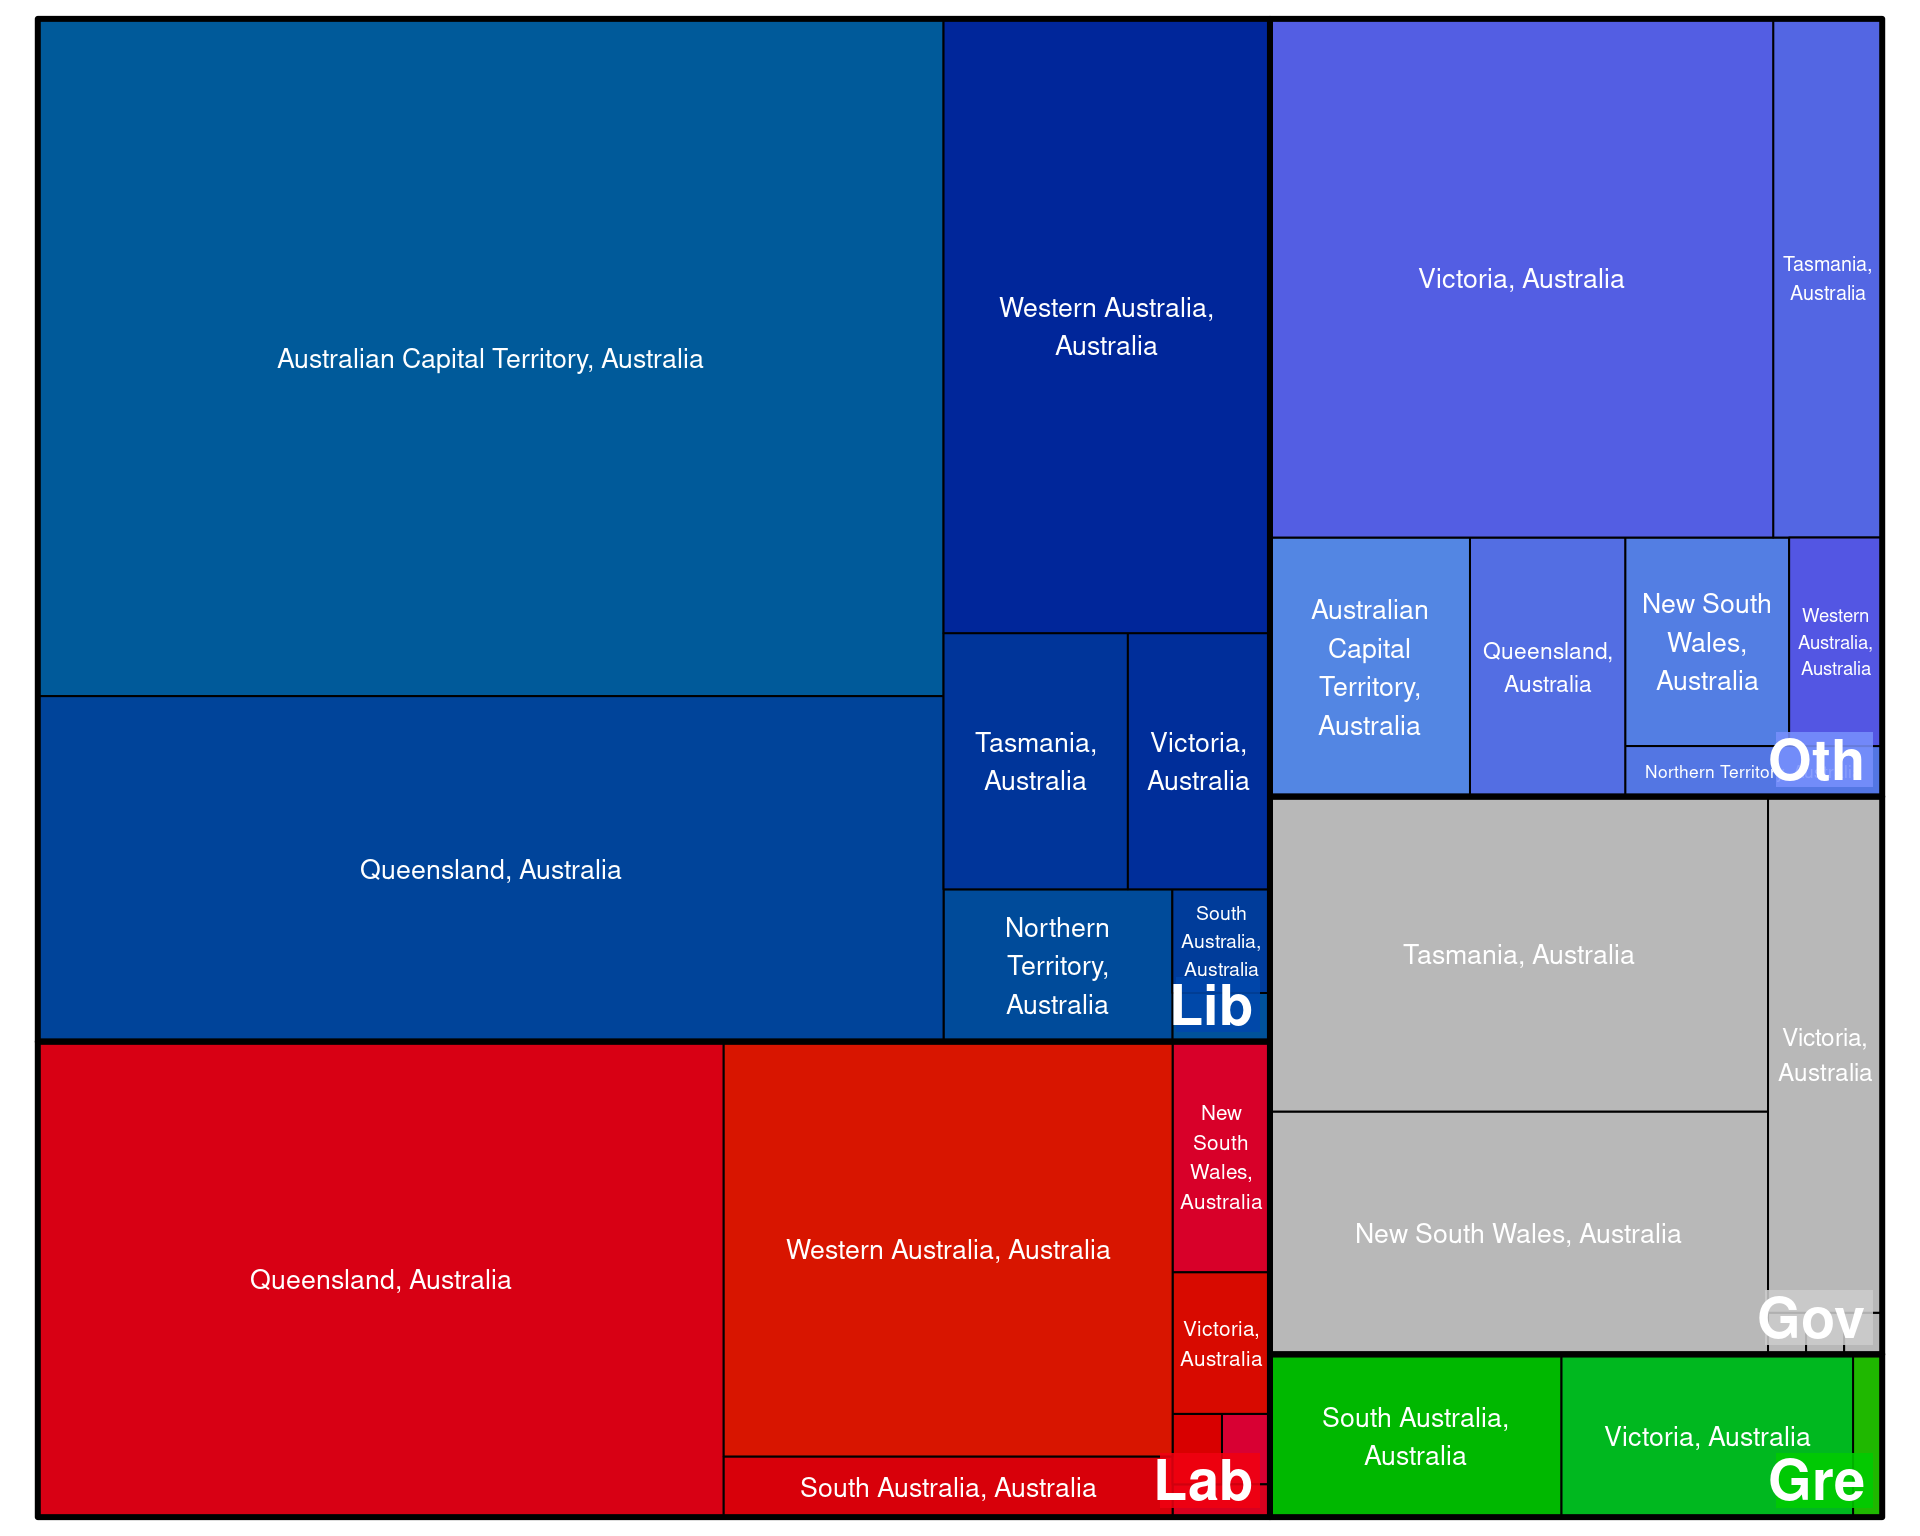 Australian Capital Territory, Australia
Western Australia,
Australia
Queensland, Australia
Tasmania,
Australia
Victoria,
Australia
Northern
Territory,
Australia
South
Australia,
Australia
Lib
Queensland, Australia
Western Australia, Australia
New
South
Wales,
Australia
Victoria,
Australia
South Australia, Australia
Lab
Victoria, Australia
Tasmania,
Australia
Australian
Capital
Territory,
Australia
Queensland,
Australia
New South
Wales,
Australia
Western
Australia,
Australia
Northern
Oth
Tasmania, Australia
Victoria,
Australia
New South Wales, Australia
Gov
South Australia,
Australia
Victoria, Australia
Gre